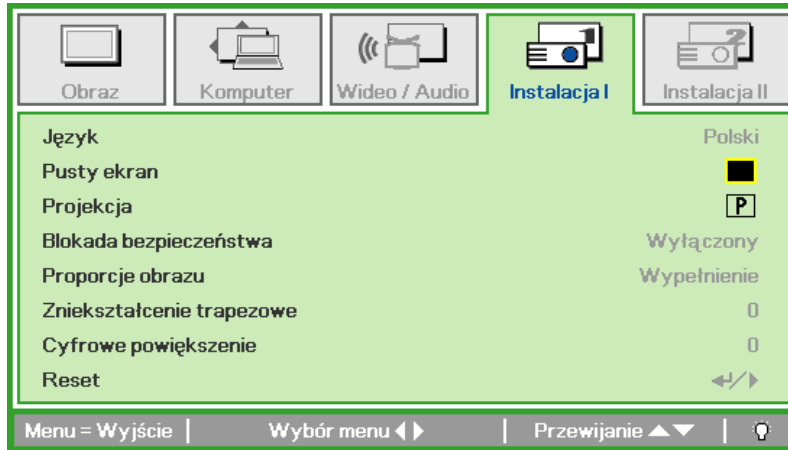 Obraz Komputer Wideo / Audio Instalacja I Instalacja II
Język Polski
Pusty ekran
Projekcja P
Blokada bezpieczeństwa Wyłączony
Proporcje obrazu Wypełnienie
Zniekształcenie trapezowe 0
Cyfrowe powiększenie 0
Reset ↵/▶
Menu = Wyjście | Wybór menu ◀ ▶ | Przewijanie ▲▼ |